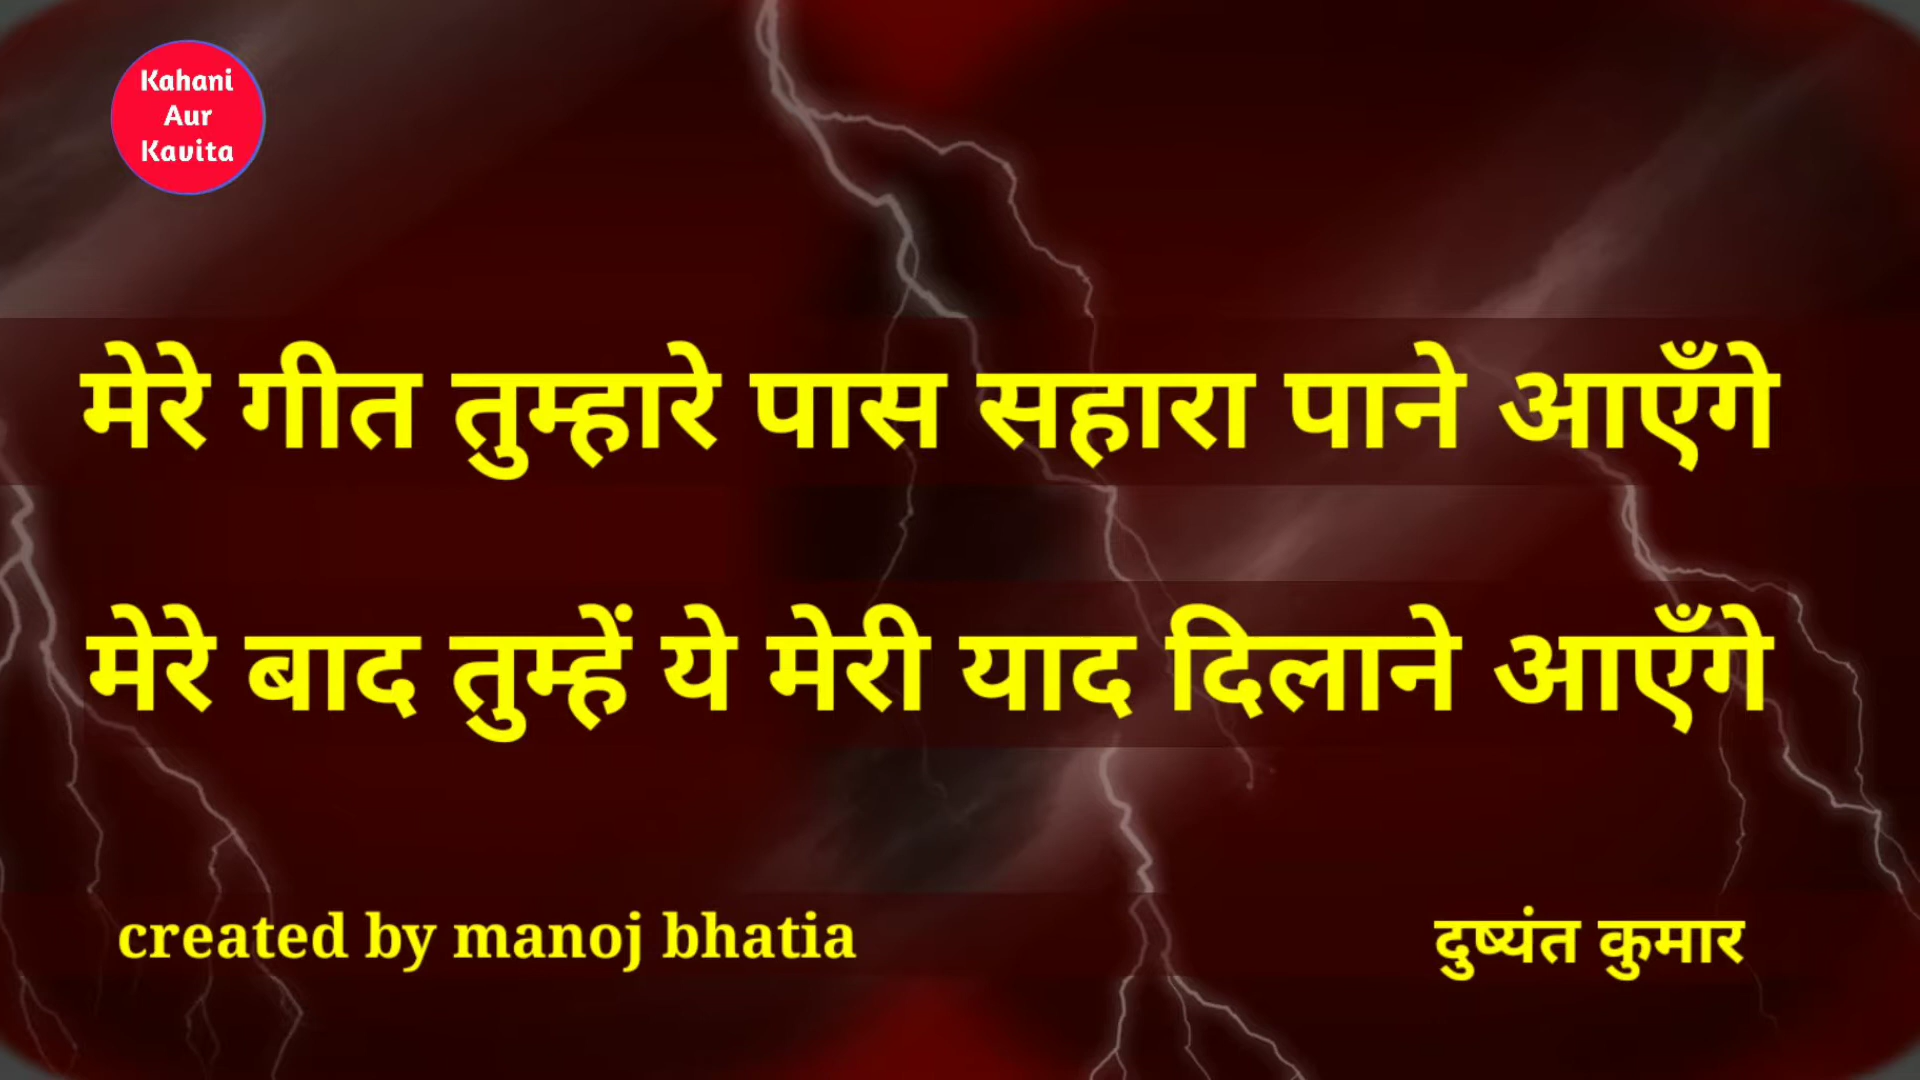 Kahani
Aur
Kavita
मेरे गीत तुम्हारे पास सहारा पाने आएँगे
मेरे बाद तुम्हें ये मेरी याद दिलाने आएँगे
created by manoj bhatia
दुष्यंत कुमार